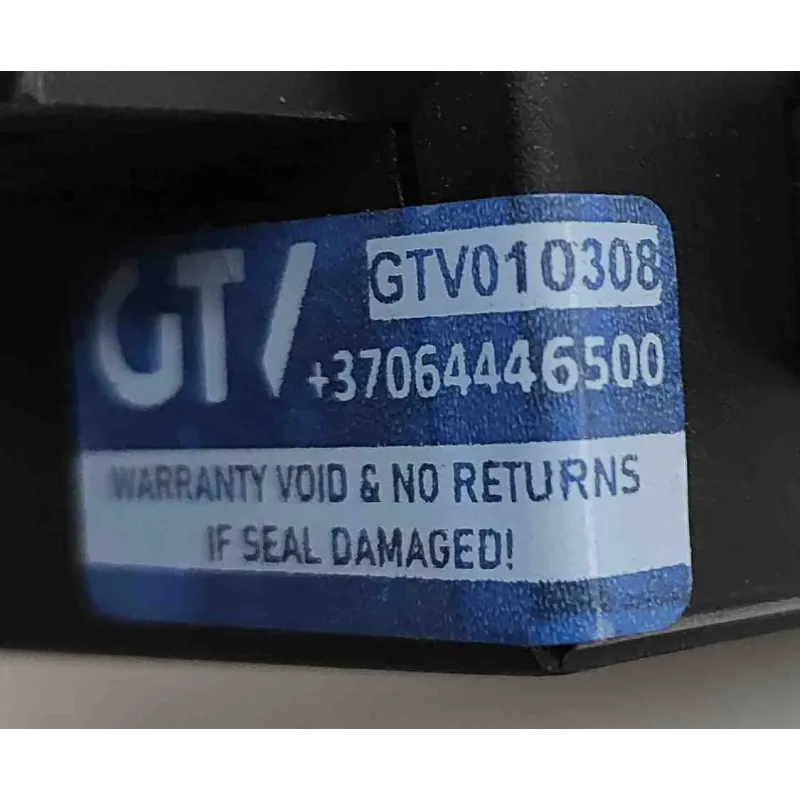 GTV
GTV010308
+37064446500
WARRANTY VOID & NO RETURNS
IF SEAL DAMAGED!